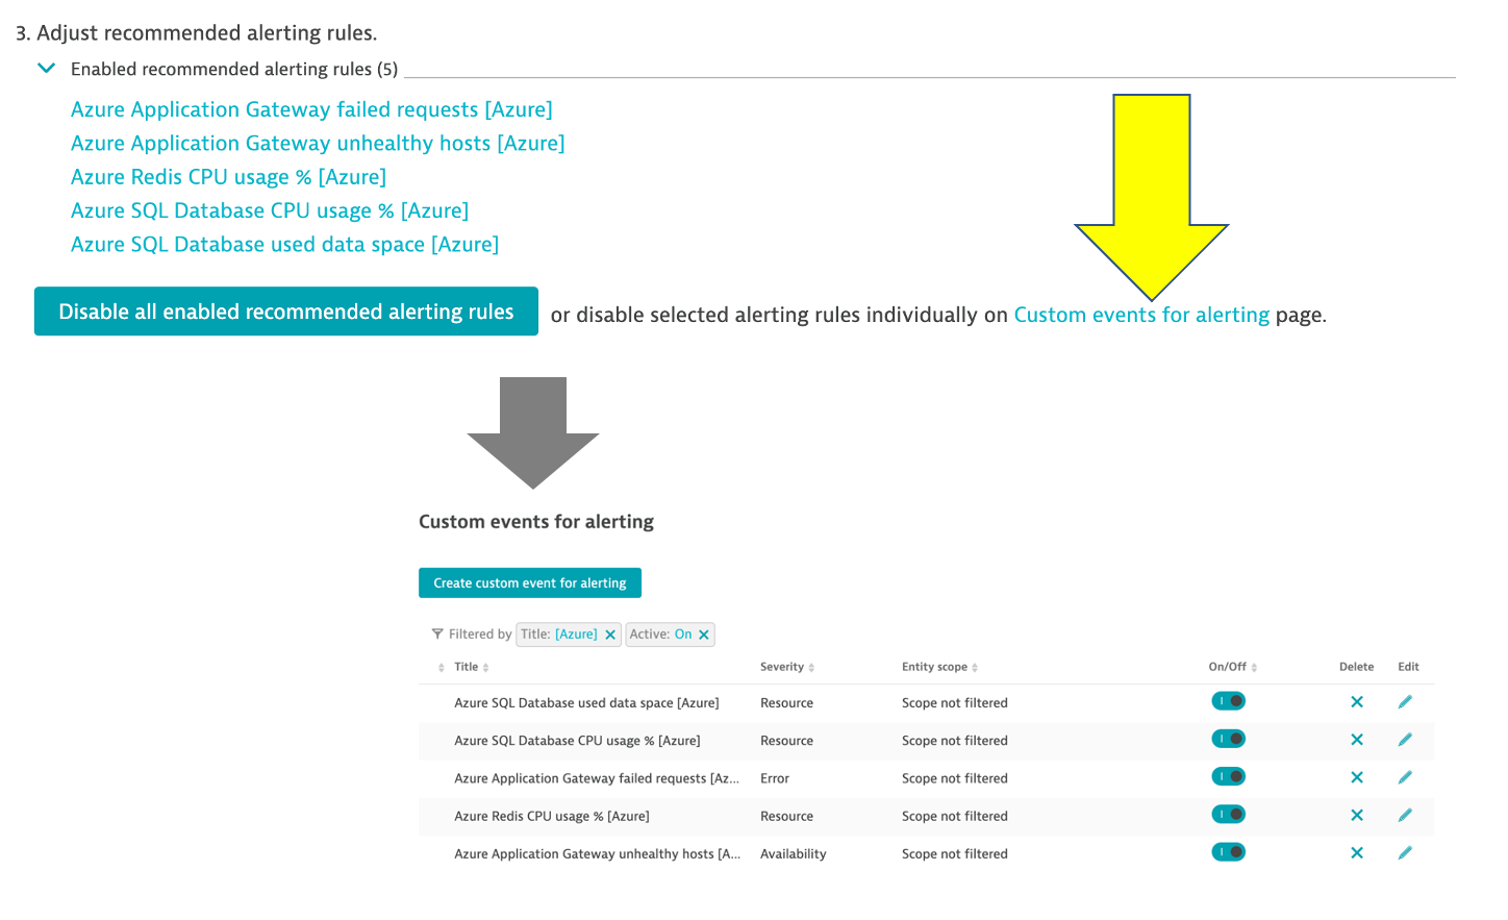 3. Adjust recommended alerting rules.
Enabled recommended alerting rules (5)
Azure Application Gateway failed requests [Azure]
Azure Application Gateway unhealthy hosts [Azure]
Azure Redis CPU usage % [Azure]
Azure SQL Database CPU usage % [Azure]
Azure SQL Database used data space [Azure]
Disable all enabled recommended alerting rules or disable selected alerting rules individually on Custom events for alerting page.
Custom events for alerting
Create custom event for alerting
Filtered by Title: [Azure] Active: On
Title Severity Entity scope On/Off Delete Edit
Azure SQL Database used data space [Azure] Resource Scope not filtered
Azure SQL Database CPU usage % [Azure] Resource Scope not filtered
Azure Application Gateway failed requests [Az... Error Scope not filtered
Azure Redis CPU usage % [Azure] Resource Scope not filtered
Azure Application Gateway unhealthy hosts [A... Availability Scope not filtered